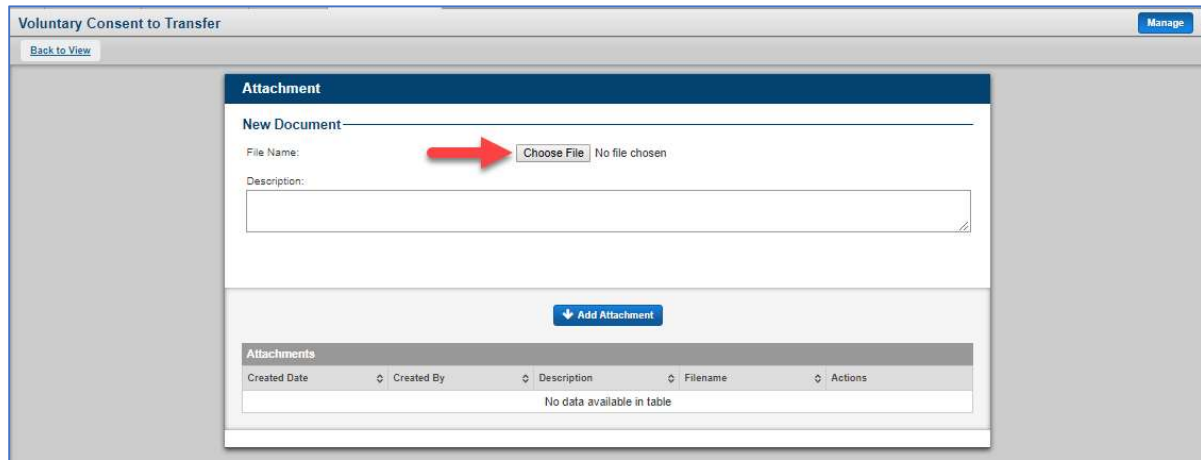 Voluntary Consent to Transfer
Manage
Back to View
Attachment
New Document
File Name:
Choose File No file chosen
Description:
Add Attachment
Attachments
Created Date Created By Description Filename Actions
No data available in table